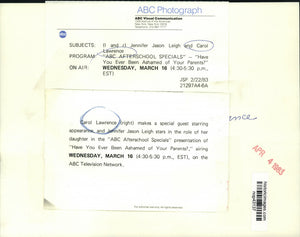 ABC Photograph
ABC Visual Communication
SUBJECTS: (l and r) Jennifer Jason Leigh and Carol
Lawrence
PROGRAM: "ABC AFTERSCHOOL SPECIALS" - "Have
You Ever Been Ashamed of Your Parents?"
ON AIR: WEDNESDAY, MARCH 16 (4:30-5:30 p.m.,
EST)
JSP 2/22/83
Carol Lawrence (right) makes a special guest starring
appearance, and Jennifer Jason Leigh stars in the role of her
daughter in the "ABC Afterschool Specials" presentation of
"Have You Ever Been Ashamed of Your Parents?," airing
WEDNESDAY, MARCH 16 (4:30-5:30 p.m., EST), on the
ABC Television Network.
APR 4 1983